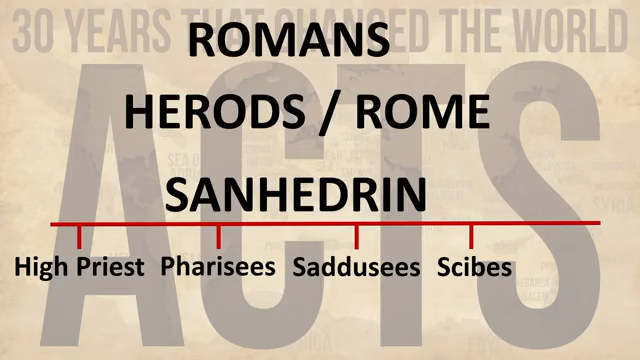 30 YEARS THAT CHANGED THE WORLD
ACTS
ROMANS
HERODS / ROME
SANHEDRIN
High Priest Pharisees Saddusees Scibes